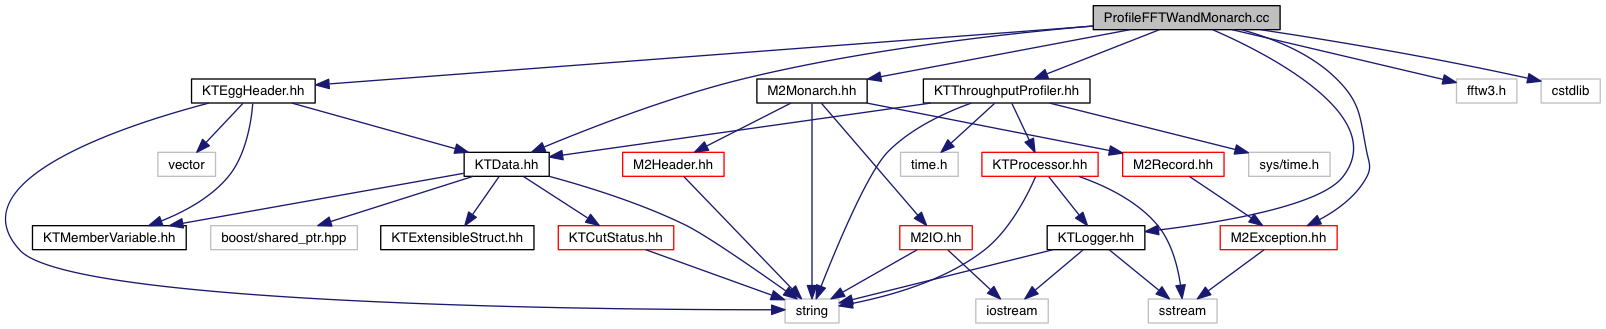 ProfileFFTWandMonarch.cc
KTEggHeader.hh
M2Monarch.hh
KTThroughputProfiler.hh
fftw3.h
cstdlib
vector
KTData.hh
M2Header.hh
time.h
KTProcessor.hh
M2Record.hh
sys/time.h
KTMemberVariable.hh
boost/shared_ptr.hpp
KTExtensibleStruct.hh
KTCutStatus.hh
M2IO.hh
KTLogger.hh
M2Exception.hh
string
iostream
sstream